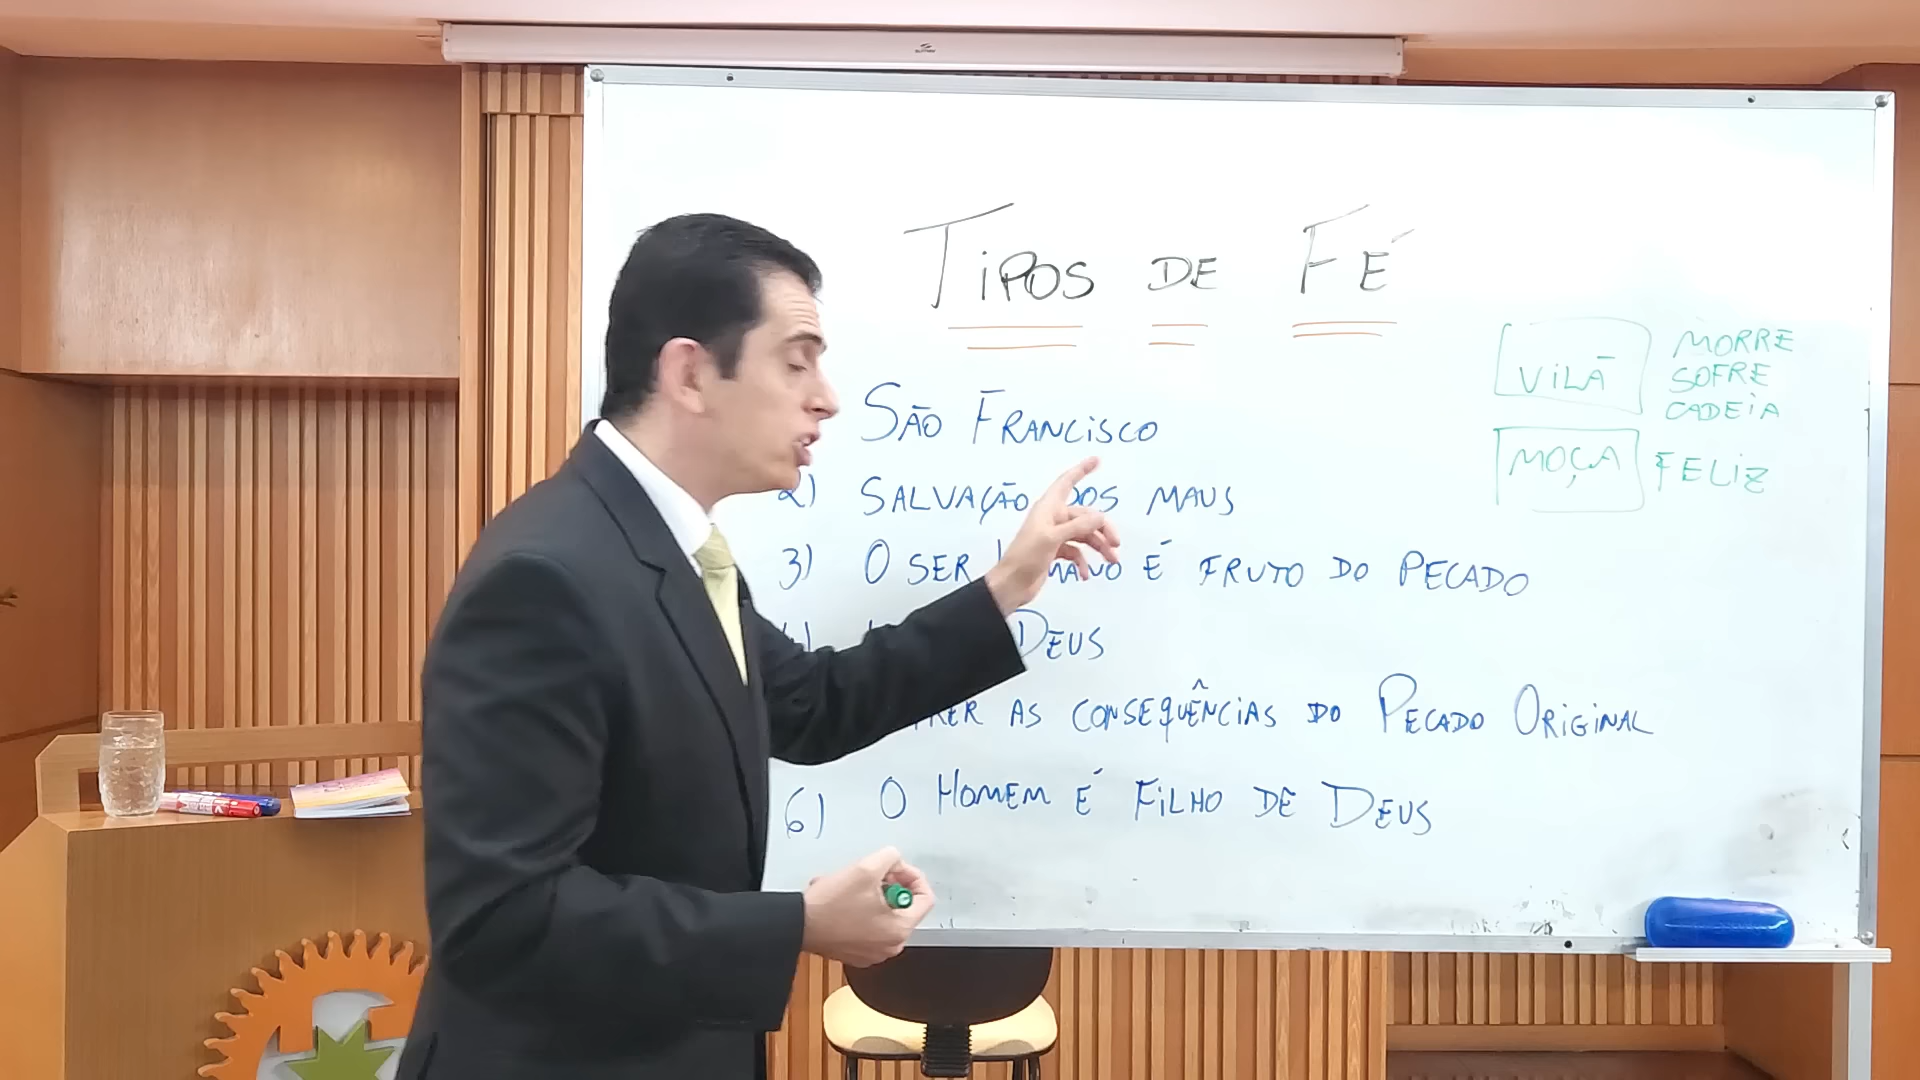 TIPOS DE FÉ
SÃO FRANCISCO
2) SALVAÇÃO DOS MAUS
3) O SER É FRUTO DO PECADO
DEUS
AS CONSEQUÊNCIAS DO PECADO ORIGINAL
6) O HOMEM É FILHO DE DEUS
VILÃ
MORRE
SOFRE
CADEIA
MOÇA
FELIZ